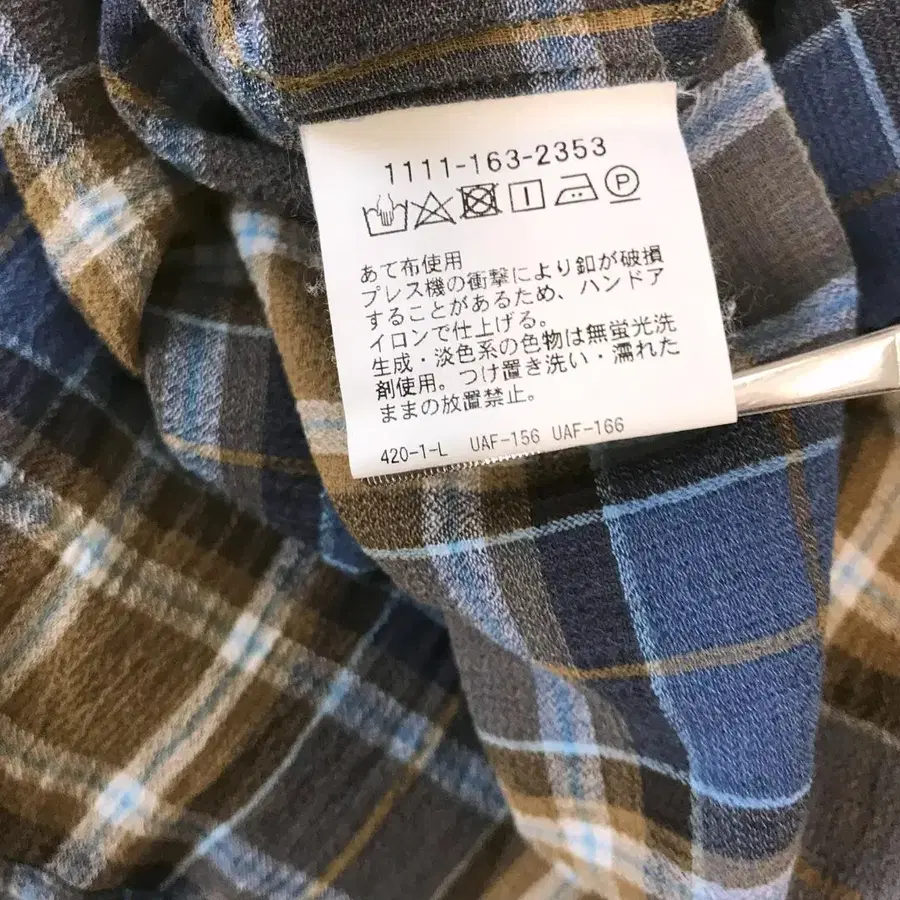 1111-163-2353
P
あて布使用
プレス機の衝撃により釦が破損
することがあるため、ハンドア
イロンで仕上げる。
生成・淡色系の色物は無蛍光洗
剤使用。つけ置き洗い・濡れた
ままの放置禁止。
420-1-L UAF-156 UAF-166